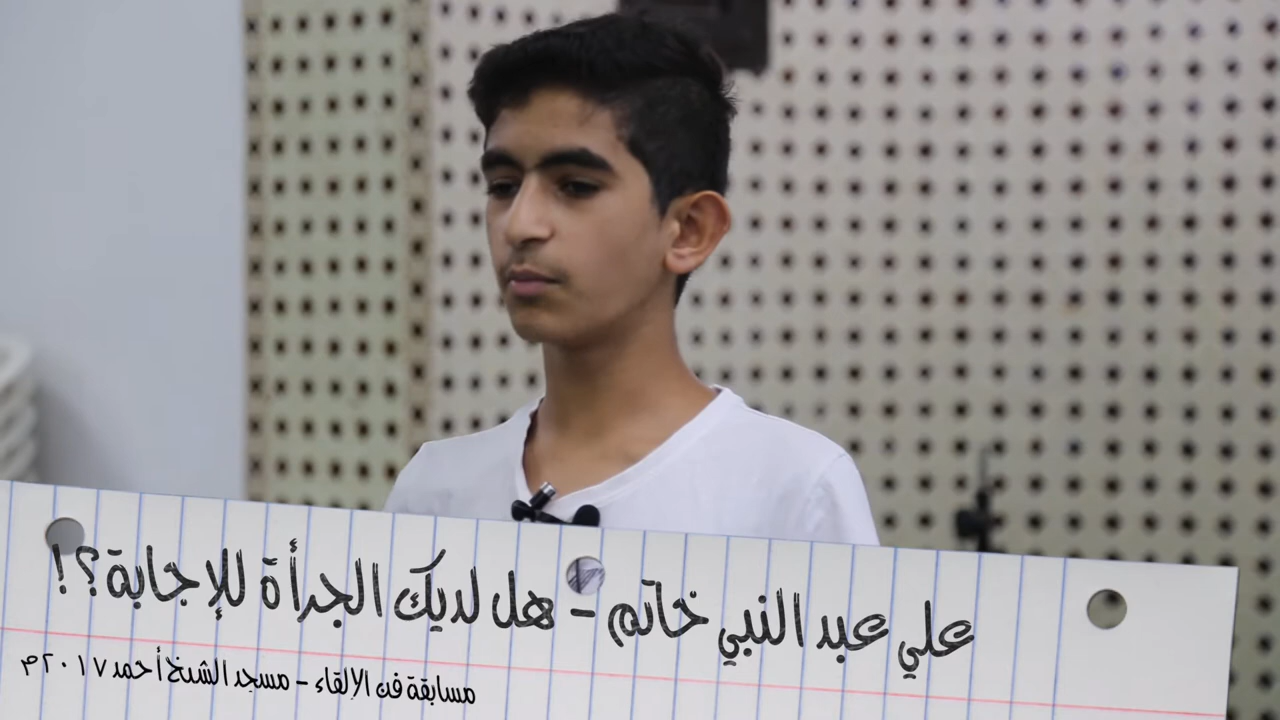 علي عبد النبي خاتم - هل لديك الجرأة للإجابة؟!
مسابقة فن الإلقاء - مسجد الشيخ أحمد ٢٠١٧م